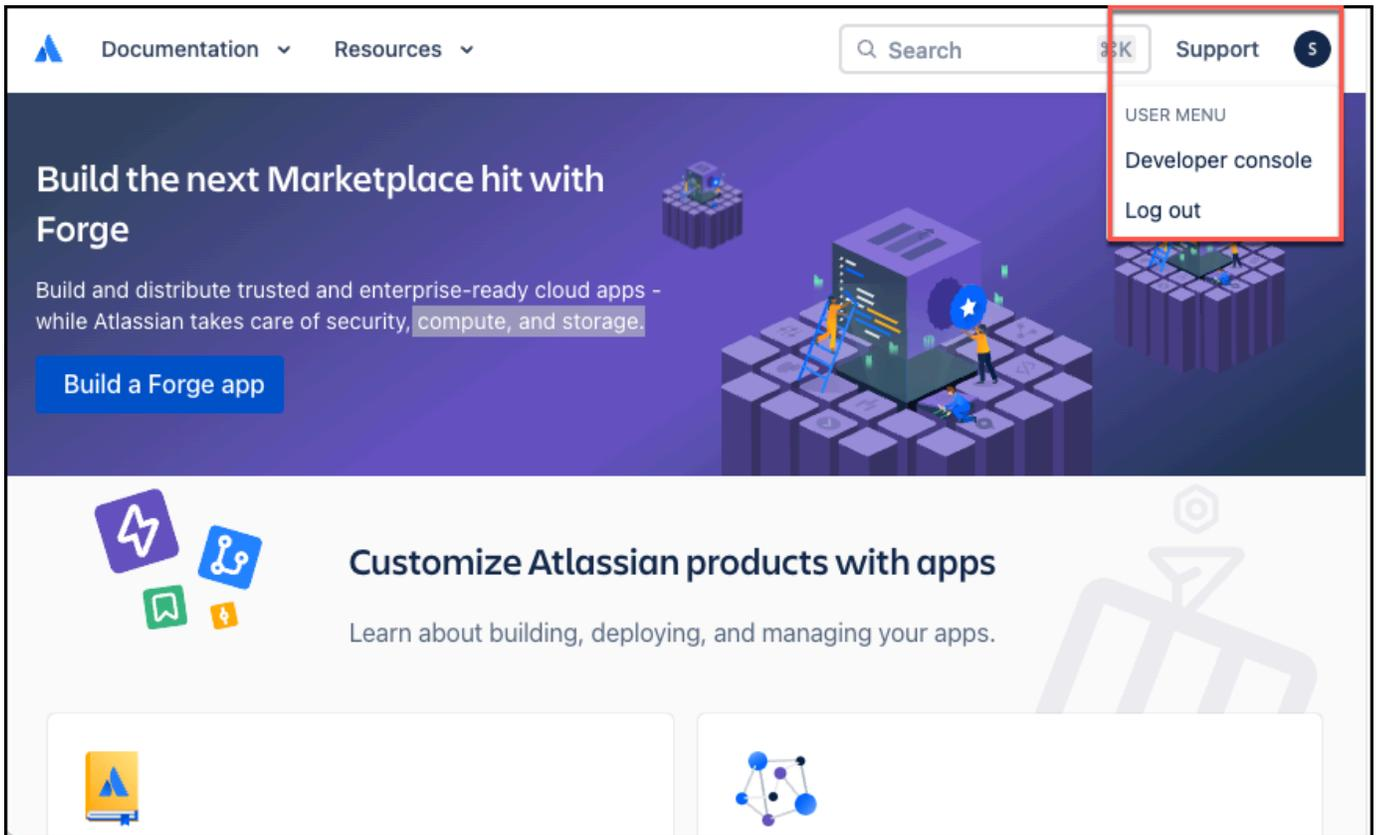 Documentation
Resources
Search
⌘K
Support
S
USER MENU
Developer console
Log out
Build the next Marketplace hit with
Forge
Build and distribute trusted and enterprise-ready cloud apps -
while Atlassian takes care of security, compute, and storage.
Build a Forge app
Customize Atlassian products with apps
Learn about building, deploying, and managing your apps.